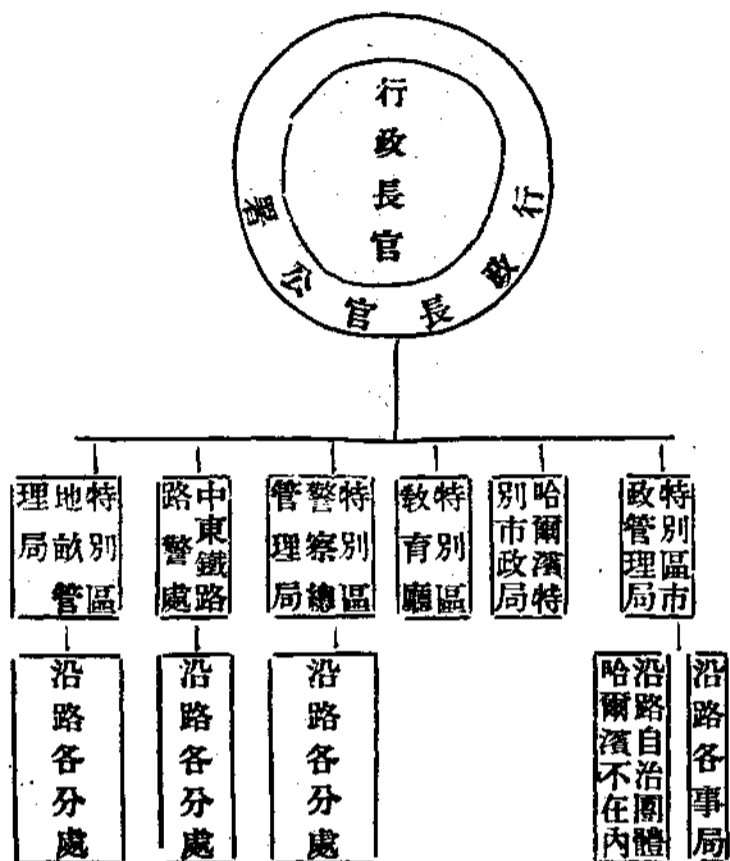 行政長官
行政長官公署
特別區市
政管理局
哈爾濱特
別市政局
特別區
教育廳
特別區
警察總
管理局
中東鐵路
路警處
特別區
地畝管
理局
沿路各事局
沿路自治團體
哈爾濱不在內
沿路各分處
沿路各分處
沿路各分處